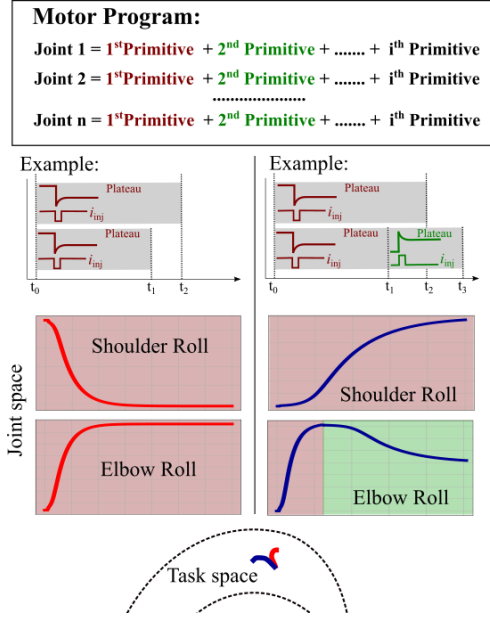 Motor Program:
Joint 1 = 1stPrimitive + 2nd Primitive + ....... + ith Primitive
Joint 2 = 1stPrimitive + 2nd Primitive + ....... + ith Primitive
......................
Joint n = 1stPrimitive + 2nd Primitive + ....... + ith Primitive
Example:
Plateau
iinj
Plateau
iinj
t0
t1
t2
Example:
Plateau
iinj
Plateau
iinj
Plateau
iinj
t0
t1
t2
t3
Joint space
Shoulder Roll
Elbow Roll
Shoulder Roll
Elbow Roll
Task space